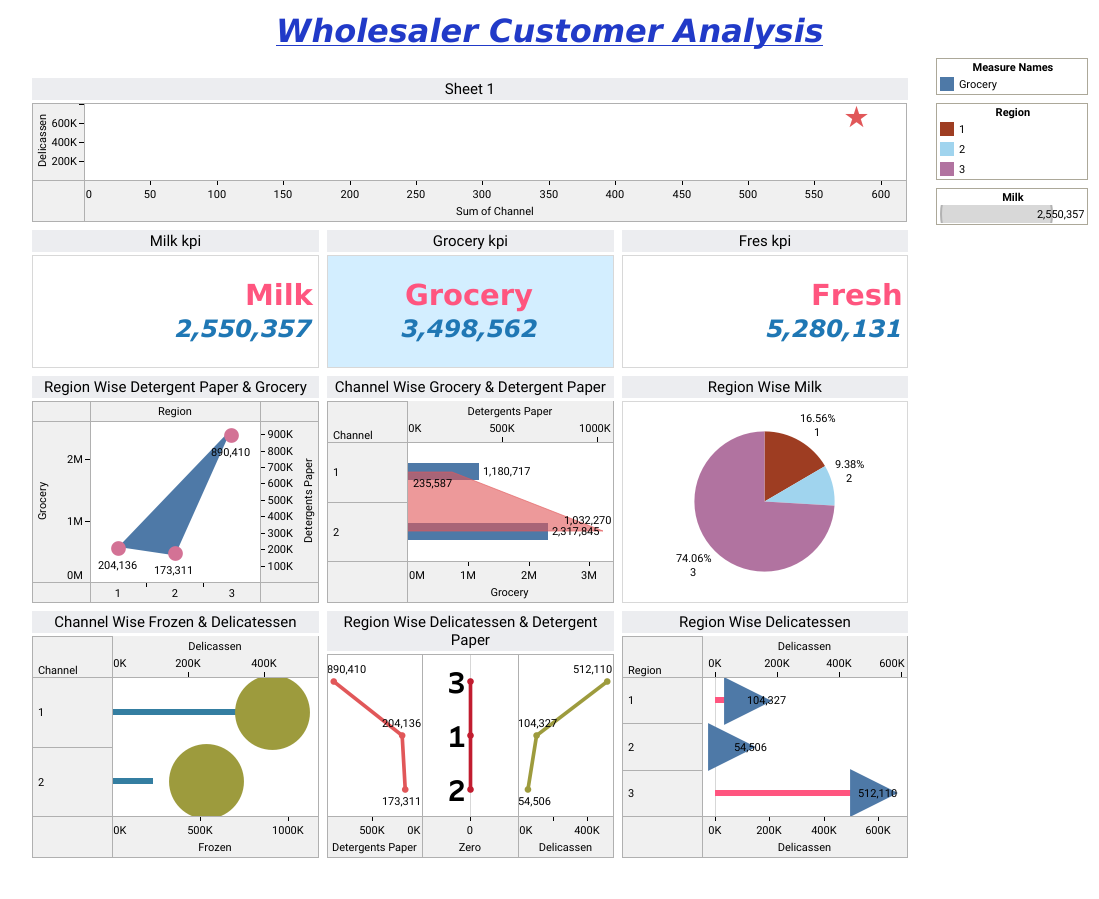 Wholesaler Customer Analysis
Sheet 1
Delicassen
600K
400K
200K
0 50 100 150 200 250 300 350 400 450 500 550 600
Sum of Channel
Measure Names
Grocery
Region
1
2
3
Milk
2,550,357
Milk kpi
Milk
2,550,357
Grocery kpi
Grocery
3,498,562
Fres kpi
Fresh
5,280,131
Region Wise Detergent Paper & Grocery
Region
Grocery
2M
1M
0M
900K
800K
700K
600K
500K
400K
300K
200K
100K
Detergents Paper
890,410
204,136
173,311
1 2 3
Channel Wise Grocery & Detergent Paper
Detergents Paper
Channel
0K 500K 1000K
1
1,180,717
235,587
1,032,270
2
2,317,845
0M 1M 2M 3M
Grocery
Region Wise Milk
16.56%
1
9.38%
2
74.06%
3
Channel Wise Frozen & Delicatessen
Delicassen
Channel
0K 200K 400K
1
2
0K 500K 1000K
Frozen
Region Wise Delicatessen & Detergent
Paper
890,410
204,136
173,311
3
1
2
512,110
104,327
54,506
500K 0K
0
0K 400K
Detergents Paper
Zero
Delicassen
Region Wise Delicatessen
Delicassen
Region
0K 200K 400K 600K
1
104,327
2
54,506
3
512,110
0K 200K 400K 600K
Delicassen